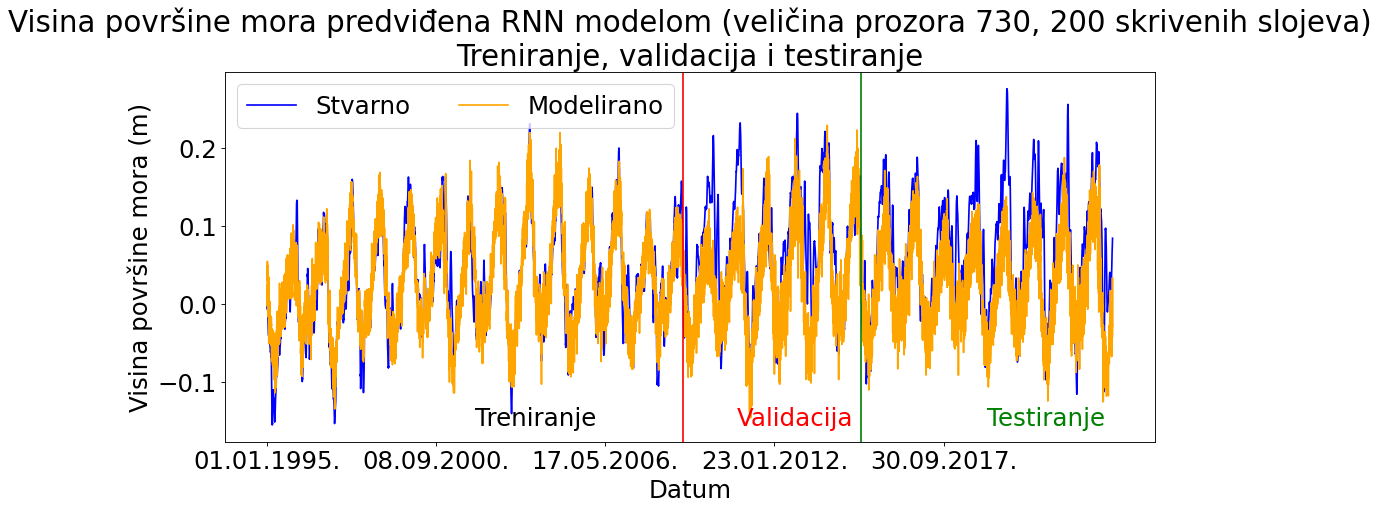 Visina površine mora predviđena RNN modelom (veličina prozora 730, 200 skrivenih slojeva)
Treniranje, validacija i testiranje
Stvarno Modelirano
Visina površine mora (m)
0.2
0.1
0.0
−0.1
Treniranje Validacija Testiranje
01.01.1995. 08.09.2000. 17.05.2006. 23.01.2012. 30.09.2017.
Datum